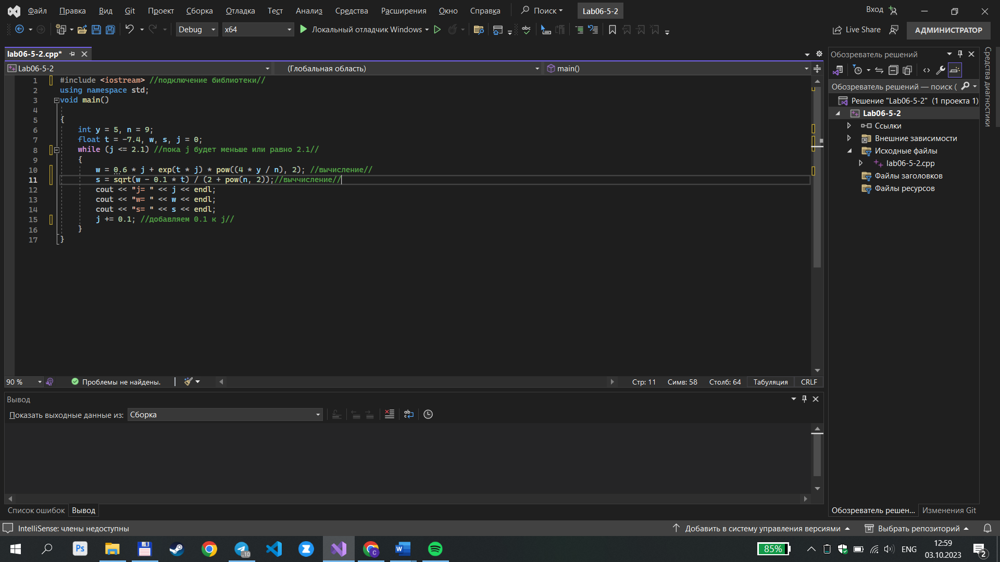 Файл Правка Вид Git Проект Сборка Отладка Тест Анализ Средства Расширения Окно Справка Поиск Lab06-5-2 Вход
Debug x64 Локальный отладчик Windows Live Share АДМИНИСТРАТОР
lab06-5-2.cpp*
Lab06-5-2 (Глобальная область) main()
1 #include <iostream> //подключение библиотеки//
2 using namespace std;
3 void main()
4
5 {
6 int y = 5, n = 9;
7 float t = -7.4, w, s, j = 0;
8 while (j <= 2.1) //пока j будет меньше или равно 2.1//
9 {
10 w = 0.6 * j + exp(t * j) * pow((4 * y / n), 2); //вычисление//
11 s = sqrt(w - 0.1 * t) / (2 + pow(n, 2));//выччисление//
12 cout << "j= " << j << endl;
13 cout << "w= " << w << endl;
14 cout << "s= " << s << endl;
15 j += 0.1; //добавляем 0.1 к j//
16 }
17 }
90 % Проблемы не найдены. Стр: 11 Симв: 58 Столб: 64 Табуляция CRLF
Вывод
Показать выходные данные из: Сборка
Список ошибок Вывод
Обозреватель решений
Обозреватель решений — поиск (
Решение "Lab06-5-2" (1 проекта 1)
Lab06-5-2
Ссылки
Внешние зависимости
Исходные файлы
lab06-5-2.cpp
Файлы заголовков
Файлы ресурсов
Обозреватель решен... Изменения Git
Средства диагностики
IntelliSense: члены недоступны Добавить в систему управления версиями Выбрать репозиторий
Ps ..10 C W 85% ENG 12:59
03.10.2023 2